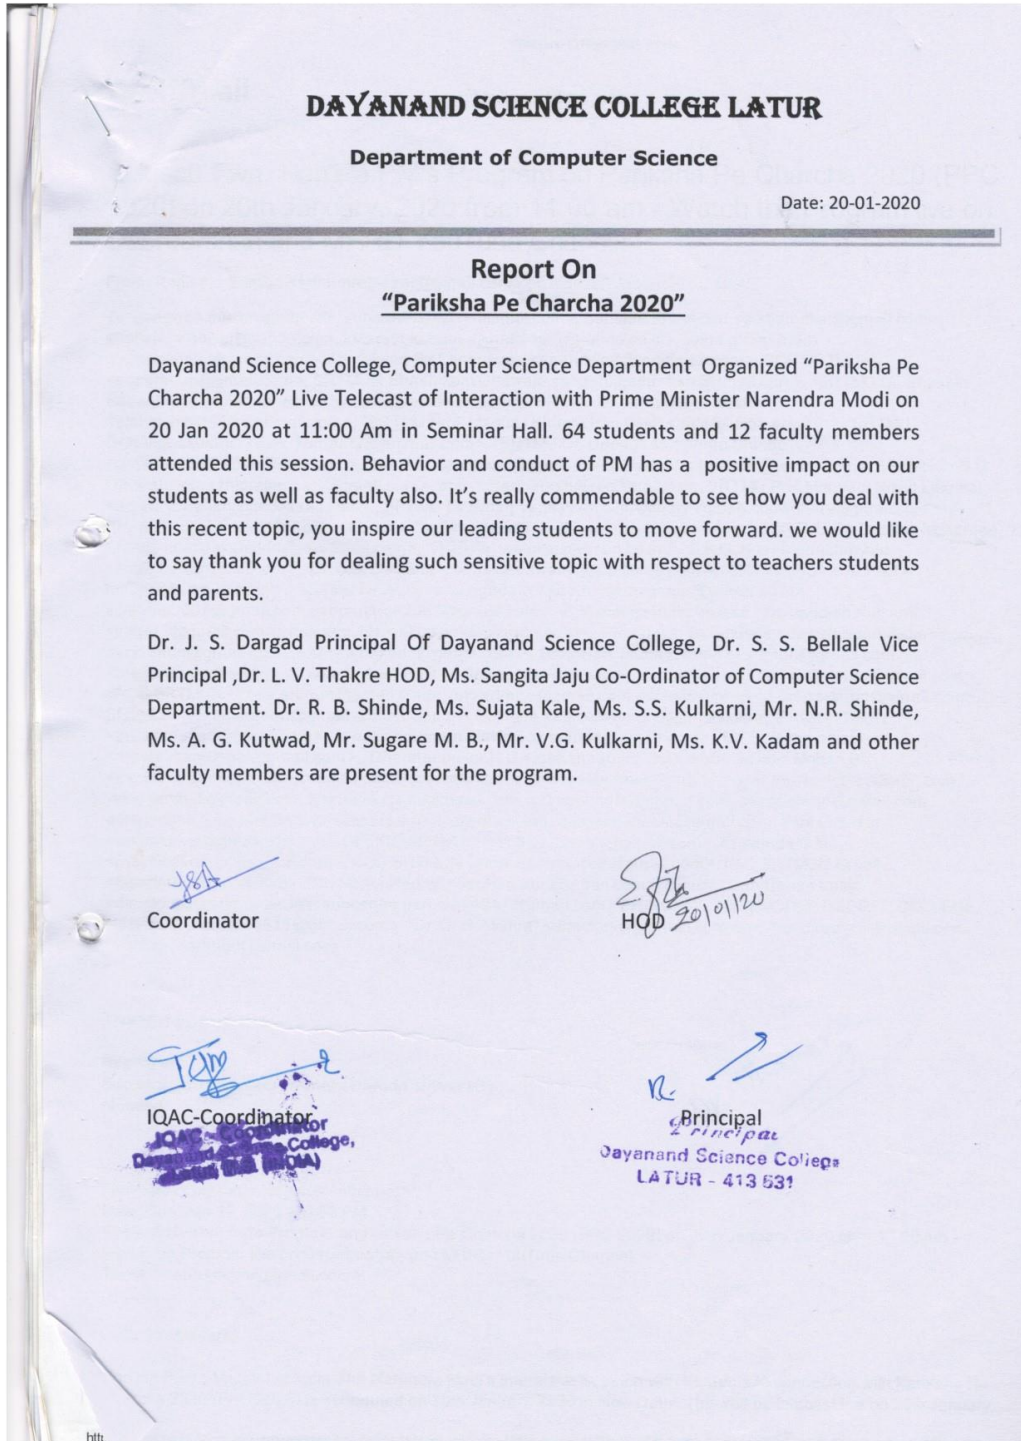 DAYANAND SCIENCE COLLEGE LATUR
Department of Computer Science
Date: 20-01-2020
Report On
“Pariksha Pe Charcha 2020”
Dayanand Science College, Computer Science Department Organized “Pariksha Pe
Charcha 2020” Live Telecast of Interaction with Prime Minister Narendra Modi on
20 Jan 2020 at 11:00 Am in Seminar Hall. 64 students and 12 faculty members
attended this session. Behavior and conduct of PM has a positive impact on our
students as well as faculty also. It’s really commendable to see how you deal with
this recent topic, you inspire our leading students to move forward. we would like
to say thank you for dealing such sensitive topic with respect to teachers students
and parents.
Dr. J. S. Dargad Principal Of Dayanand Science College, Dr. S. S. Bellale Vice
Principal ,Dr. L. V. Thakre HOD, Ms. Sangita Jaju Co-Ordinator of Computer Science
Department. Dr. R. B. Shinde, Ms. Sujata Kale, Ms. S.S. Kulkarni, Mr. N.R. Shinde,
Ms. A. G. Kutwad, Mr. Sugare M. B., Mr. V.G. Kulkarni, Ms. K.V. Kadam and other
faculty members are present for the program.
Coordinator
HOD 20/01/20
IQAC-Coordinator
IQAC - Coordinator
Dayanand Science College,
Principal
Principal
Dayanand Science College
LATUR - 413 531